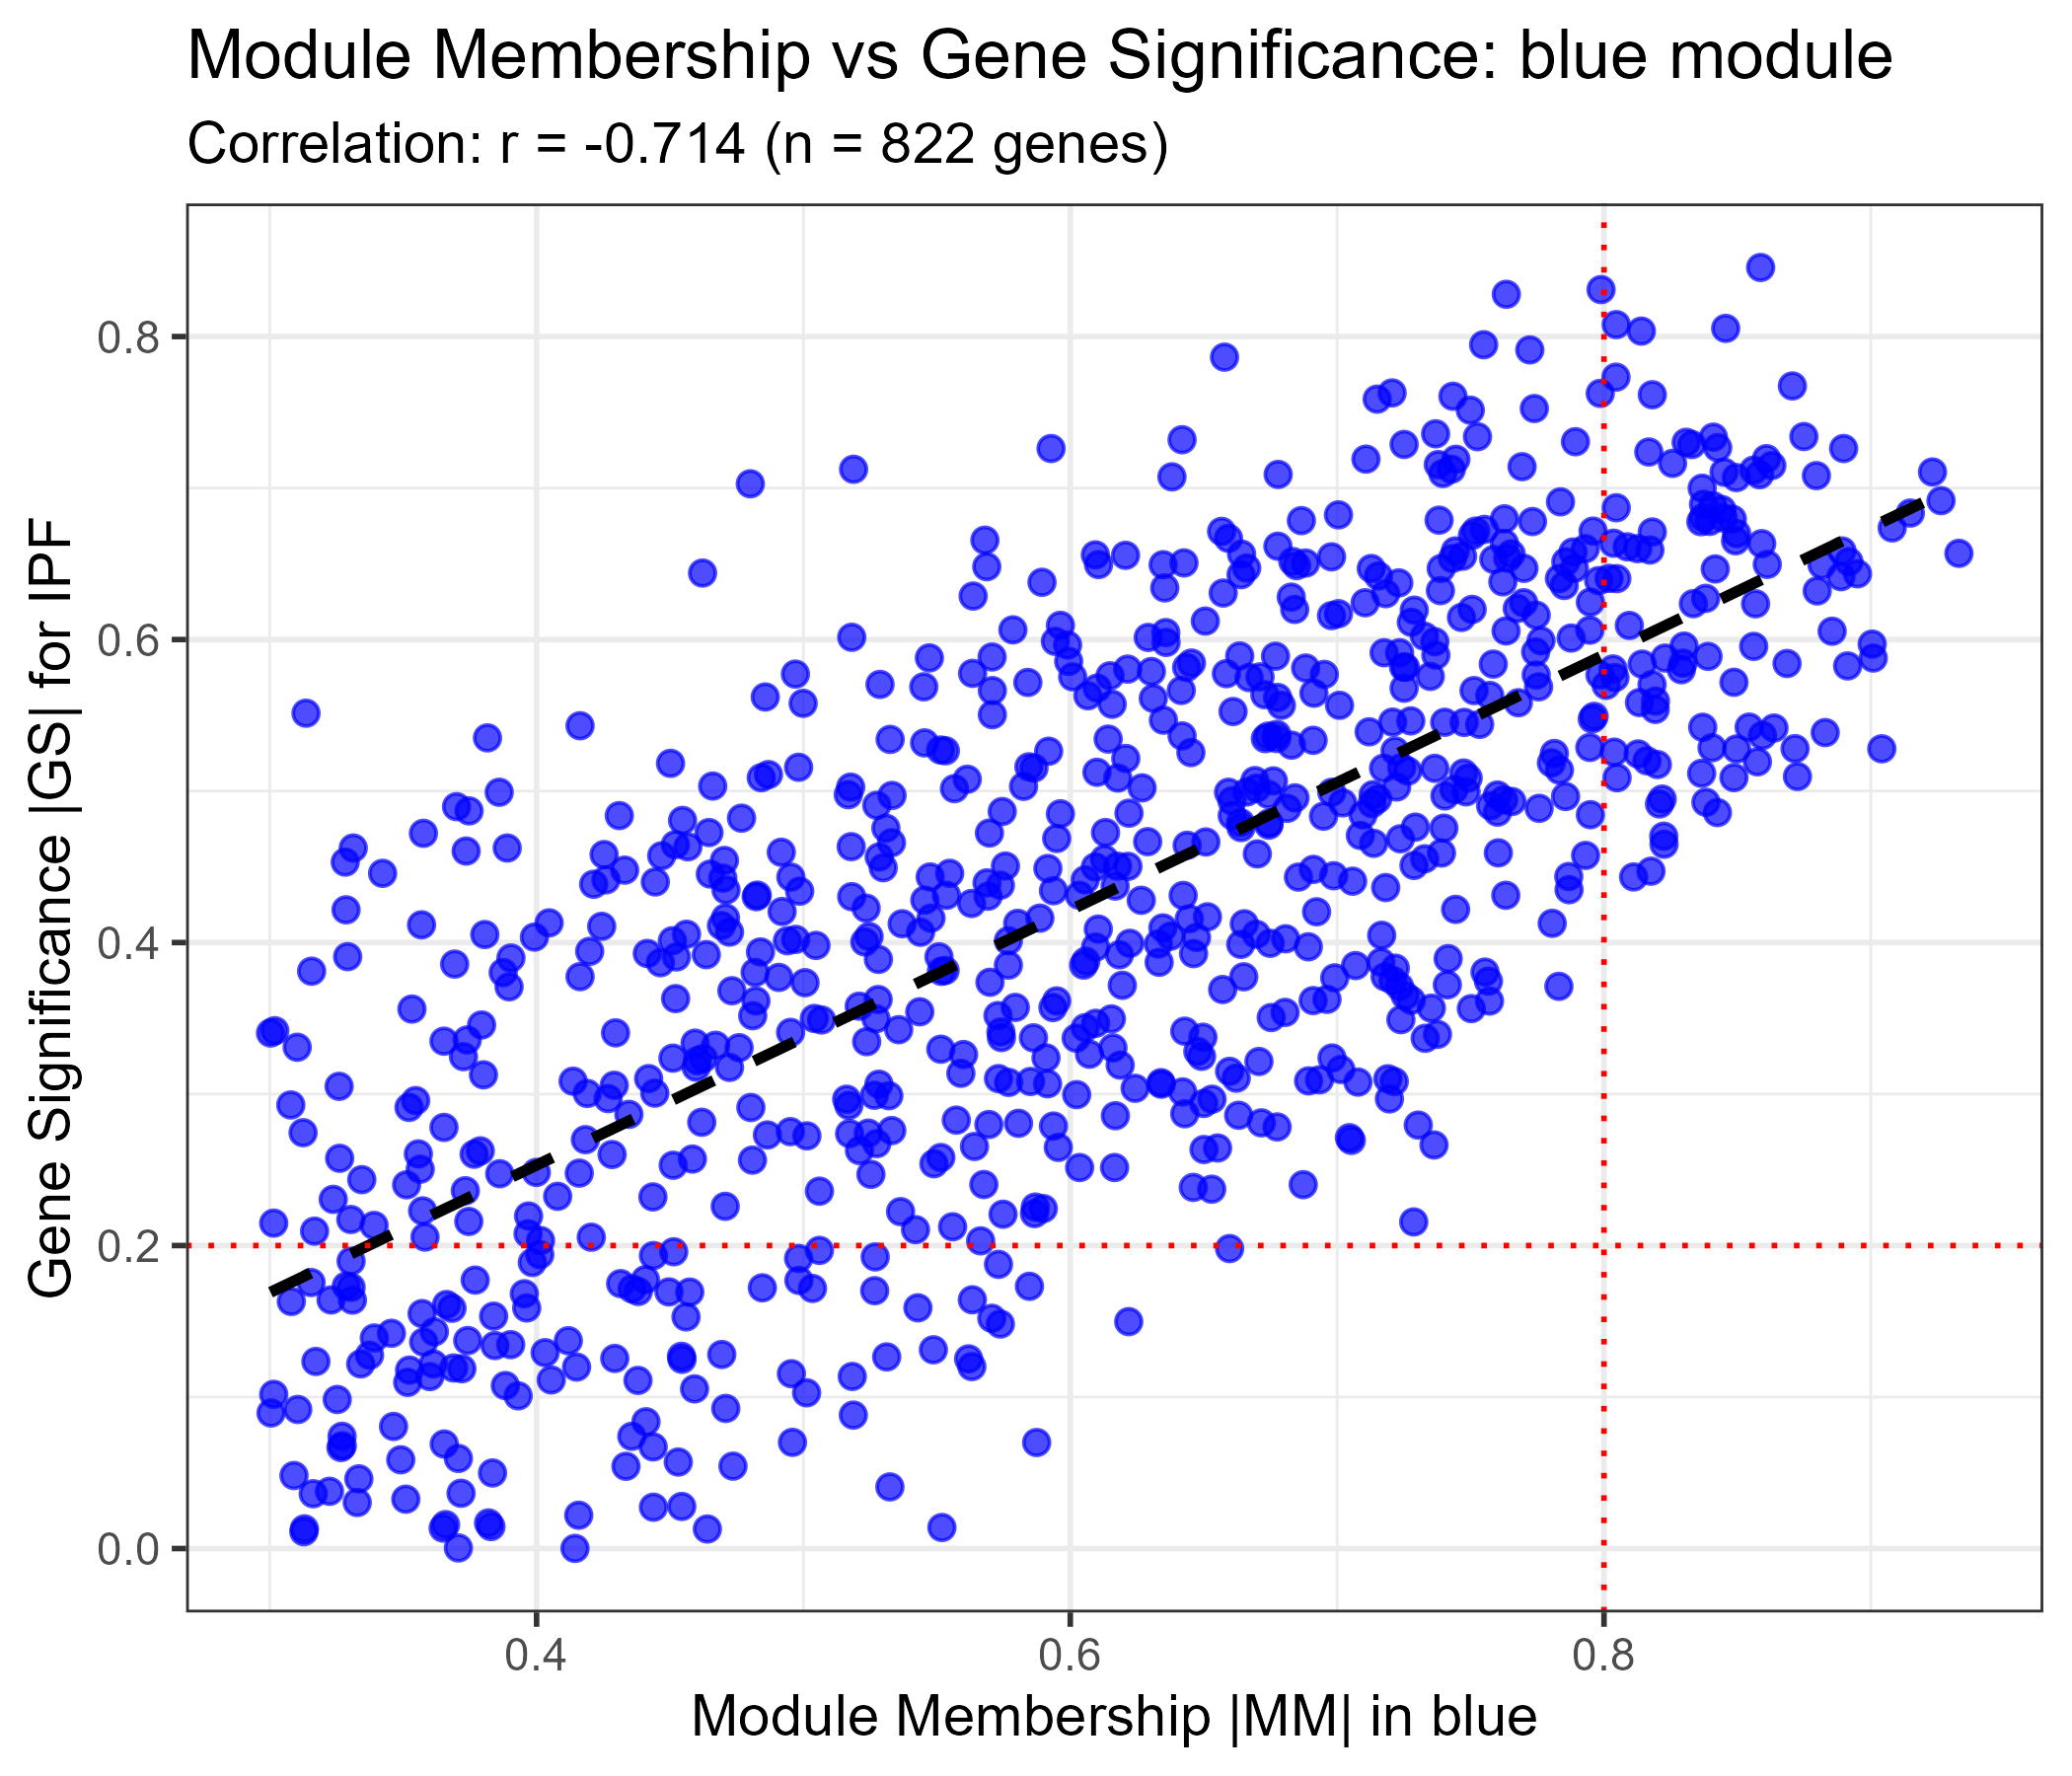 Module Membership vs Gene Significance: blue module
Correlation: r = -0.714 (n = 822 genes)
Gene Significance |GS| for IPF
0.8
0.6
0.4
0.2
0.0
0.4
0.6
0.8
Module Membership |MM| in blue